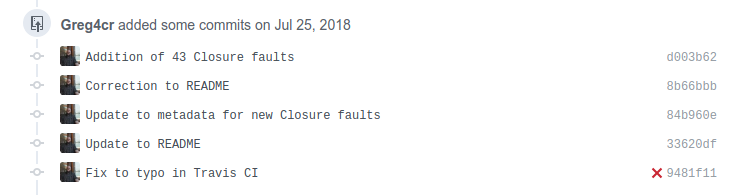 Greg4cr added some commits on Jul 25, 2018
Addition of 43 Closure faults d003b62
Correction to README 8b66bbb
Update to metadata for new Closure faults 84b960e
Update to README 33620df
Fix to typo in Travis CI 9481f11